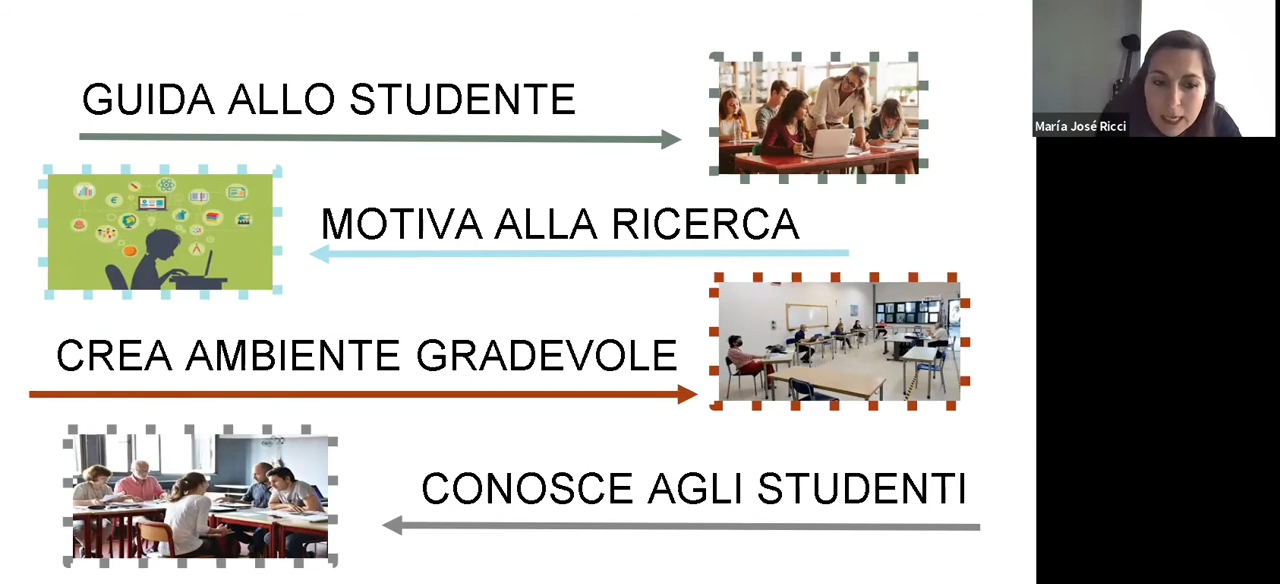 GUIDA ALLO STUDENTE
María José Ricci
MOTIVA ALLA RICERCA
CREA AMBIENTE GRADEVOLE
CONOSCE AGLI STUDENTI